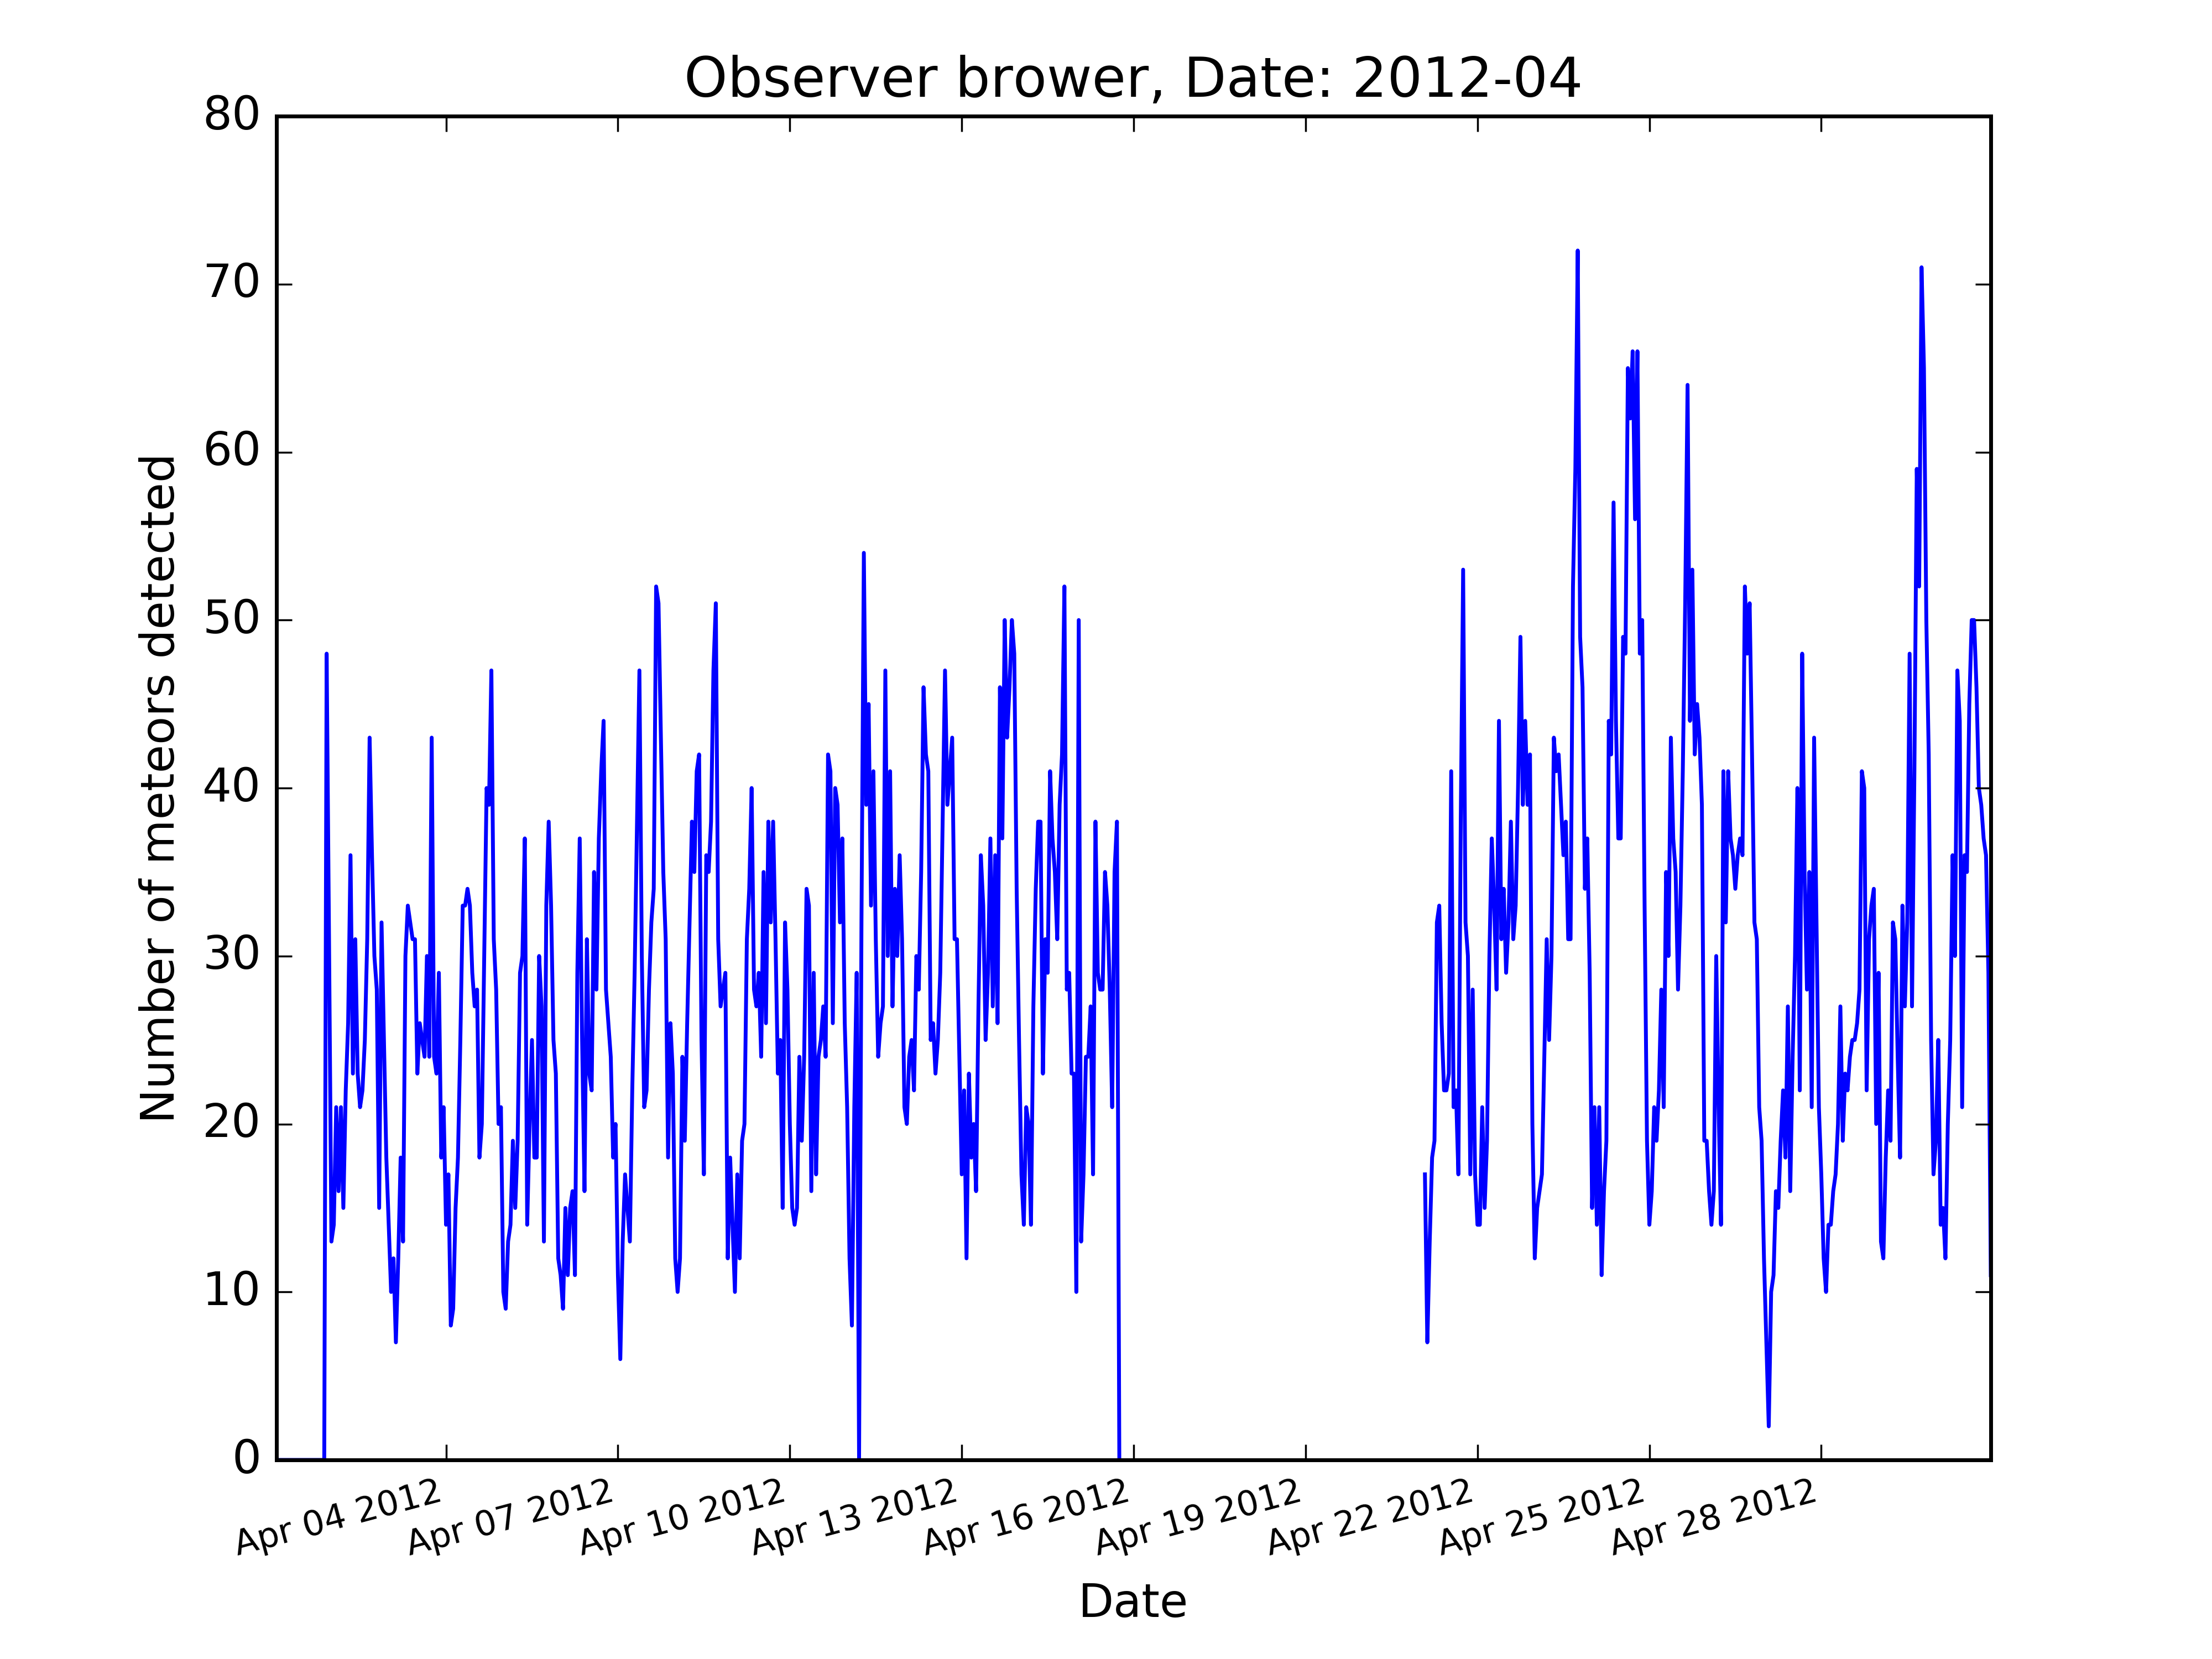 Observer brower, Date: 2012-04
80
70
60
50
40
30
20
10
0
Number of meteors detected
Apr 04 2012
Apr 07 2012
Apr 10 2012
Apr 13 2012
Apr 16 2012
Apr 19 2012
Apr 22 2012
Apr 25 2012
Apr 28 2012
Date